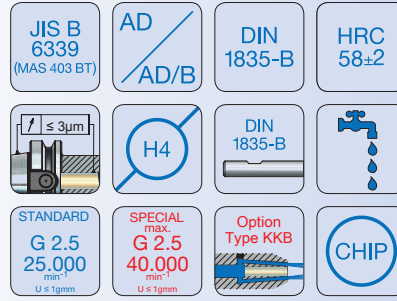 JIS B
6339
(MAS 403 BT)
AD
AD/B
DIN
1835-B
HRC
58±2
↗ ≤ 3µm
H4
DIN
1835-B
STANDARD
G 2.5
25.000
min⁻¹
U ≤ 1gmm
SPECIAL
max.
G 2.5
40.000
min⁻¹
U ≤ 1gmm
Option
Type KKB
CHIP